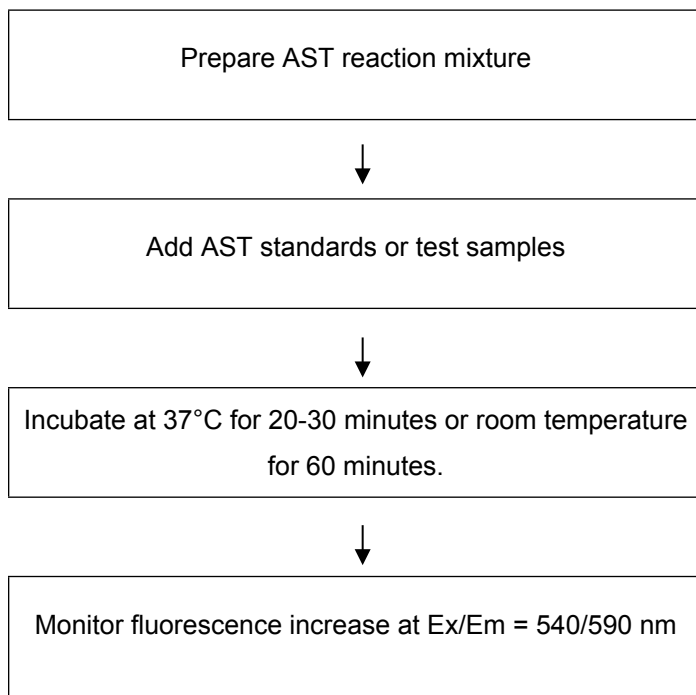 Prepare AST reaction mixture
Add AST standards or test samples
Incubate at 37°C for 20-30 minutes or room temperature
for 60 minutes.
Monitor fluorescence increase at Ex/Em = 540/590 nm